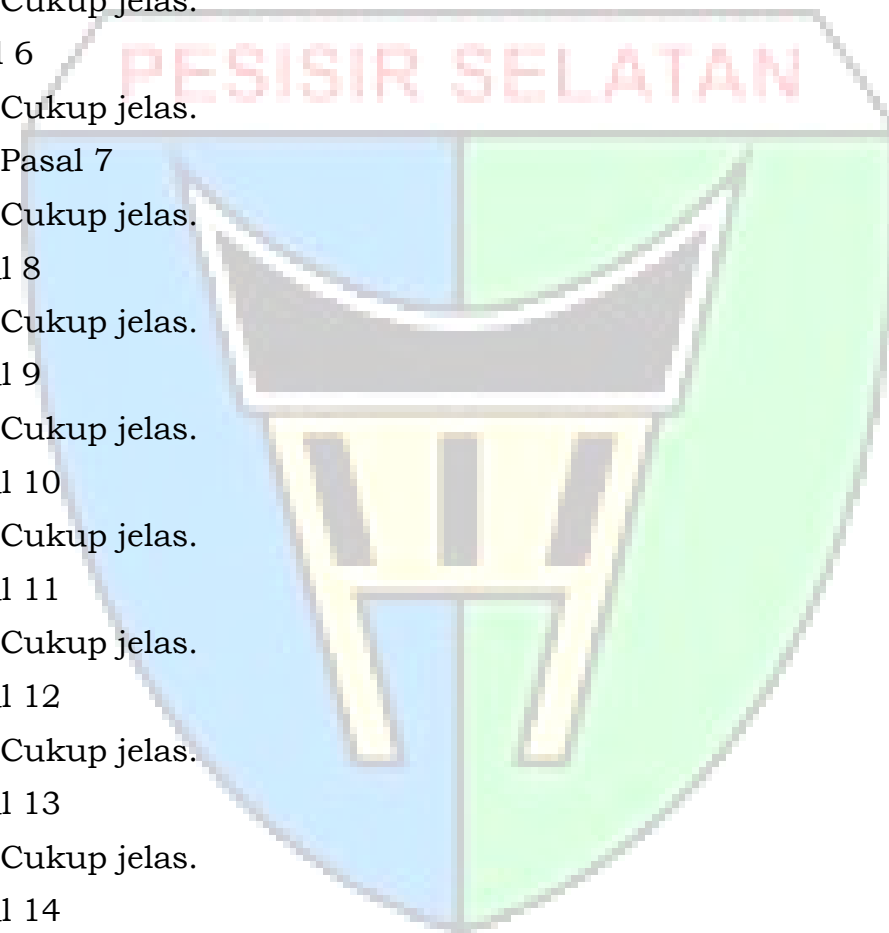 Cukup jelas.
l 6
PESISIR SELATAN
Cukup jelas.
Pasal 7
Cukup jelas.
l 8
Cukup jelas.
l 9
Cukup jelas.
l 10
Cukup jelas.
l 11
Cukup jelas.
l 12
Cukup jelas.
l 13
Cukup jelas.
l 14